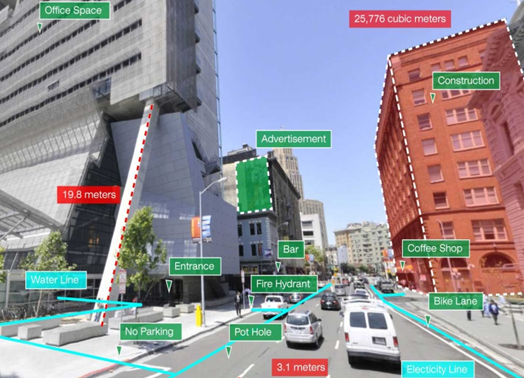 Office Space
25,776 cubic meters
Construction
Advertisement
19.8 meters
Bar
Coffee Shop
Entrance
Water Line
Fire Hydrant
Bike Lane
No Parking
Pot Hole
3.1 meters
Electicity Line